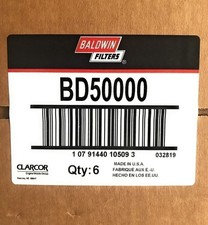 BALDWIN
FILTERS
BD50000
1 07 91440 10509 3
032819
CLARCOR
Qty: 6
MADE IN U.S.A.
FABRIQUE AUX E.-U.
HECHO EN LOS EE.UU.